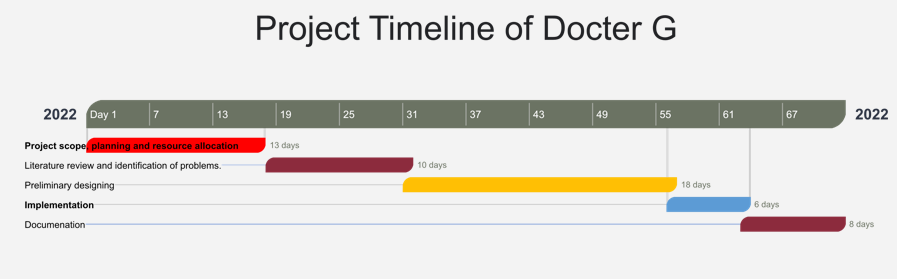 Project Timeline of Docter G
2022 Day 1 7 13 19 25 31 37 43 49 55 61 67 2022
Project scope, planning and resource allocation 13 days
Literature review and identification of problems. 10 days
Preliminary designing 18 days
Implementation 6 days
Documenation 8 days